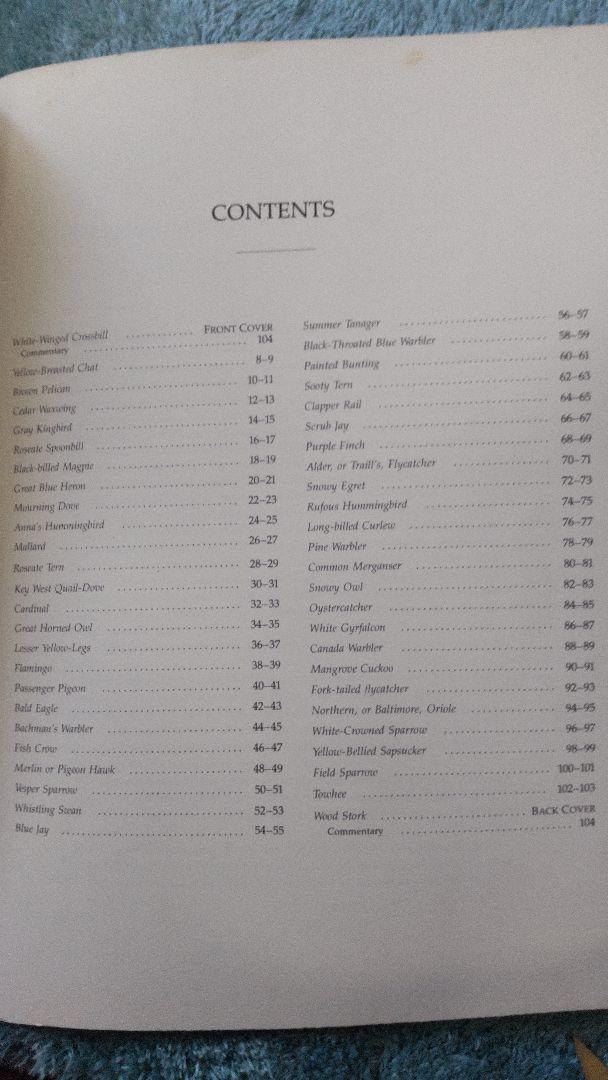 CONTENTS
White-Winged Crossbill ............. FRONT COVER
Commentary ......................... 104
Yellow-Breasted Chat ......................... 8–9
Brown Pelican ......................... 10–11
Cedar Waxwing ......................... 12–13
Gray Kingbird ......................... 14–15
Roseate Spoonbill ......................... 16–17
Black-billed Magpie ......................... 18–19
Great Blue Heron ......................... 20–21
Mourning Dove ......................... 22–23
Anna's Hummingbird ......................... 24–25
Mallard ......................... 26–27
Roseate Tern ......................... 28–29
Key West Quail-Dove ......................... 30–31
Cardinal ......................... 32–33
Great Horned Owl ......................... 34–35
Lesser Yellow-Legs ......................... 36–37
Flamingo ......................... 38–39
Passenger Pigeon ......................... 40–41
Bald Eagle ......................... 42–43
Bachman's Warbler ......................... 44–45
Fish Crow ......................... 46–47
Merlin or Pigeon Hawk ......................... 48–49
Vesper Sparrow ......................... 50–51
Whistling Swan ......................... 52–53
Blue Jay ......................... 54–55
Summer Tanager ......................... 56–57
Black-Throated Blue Warbler ................. 58–59
Painted Bunting ......................... 60–61
Sooty Tern ......................... 62–63
Clapper Rail ......................... 64–65
Scrub Jay ......................... 66–67
Purple Finch ......................... 68–69
Alder, or Traill's, Flycatcher ................. 70–71
Snowy Egret ......................... 72–73
Rufous Hummingbird ......................... 74–75
Long-billed Curlew ......................... 76–77
Pine Warbler ......................... 78–79
Common Merganser ......................... 80–81
Snowy Owl ......................... 82–83
Oystercatcher ......................... 84–85
White Gyrfalcon ......................... 86–87
Canada Warbler ......................... 88–89
Mangrove Cuckoo ......................... 90–91
Fork-tailed flycatcher ......................... 92–93
Northern, or Baltimore, Oriole ................. 94–95
White-Crowned Sparrow ......................... 96–97
Yellow-Bellied Sapsucker ......................... 98–99
Field Sparrow ......................... 100–101
Towhee ......................... 102–103
Wood Stork ......................... BACK COVER
Commentary ......................... 104